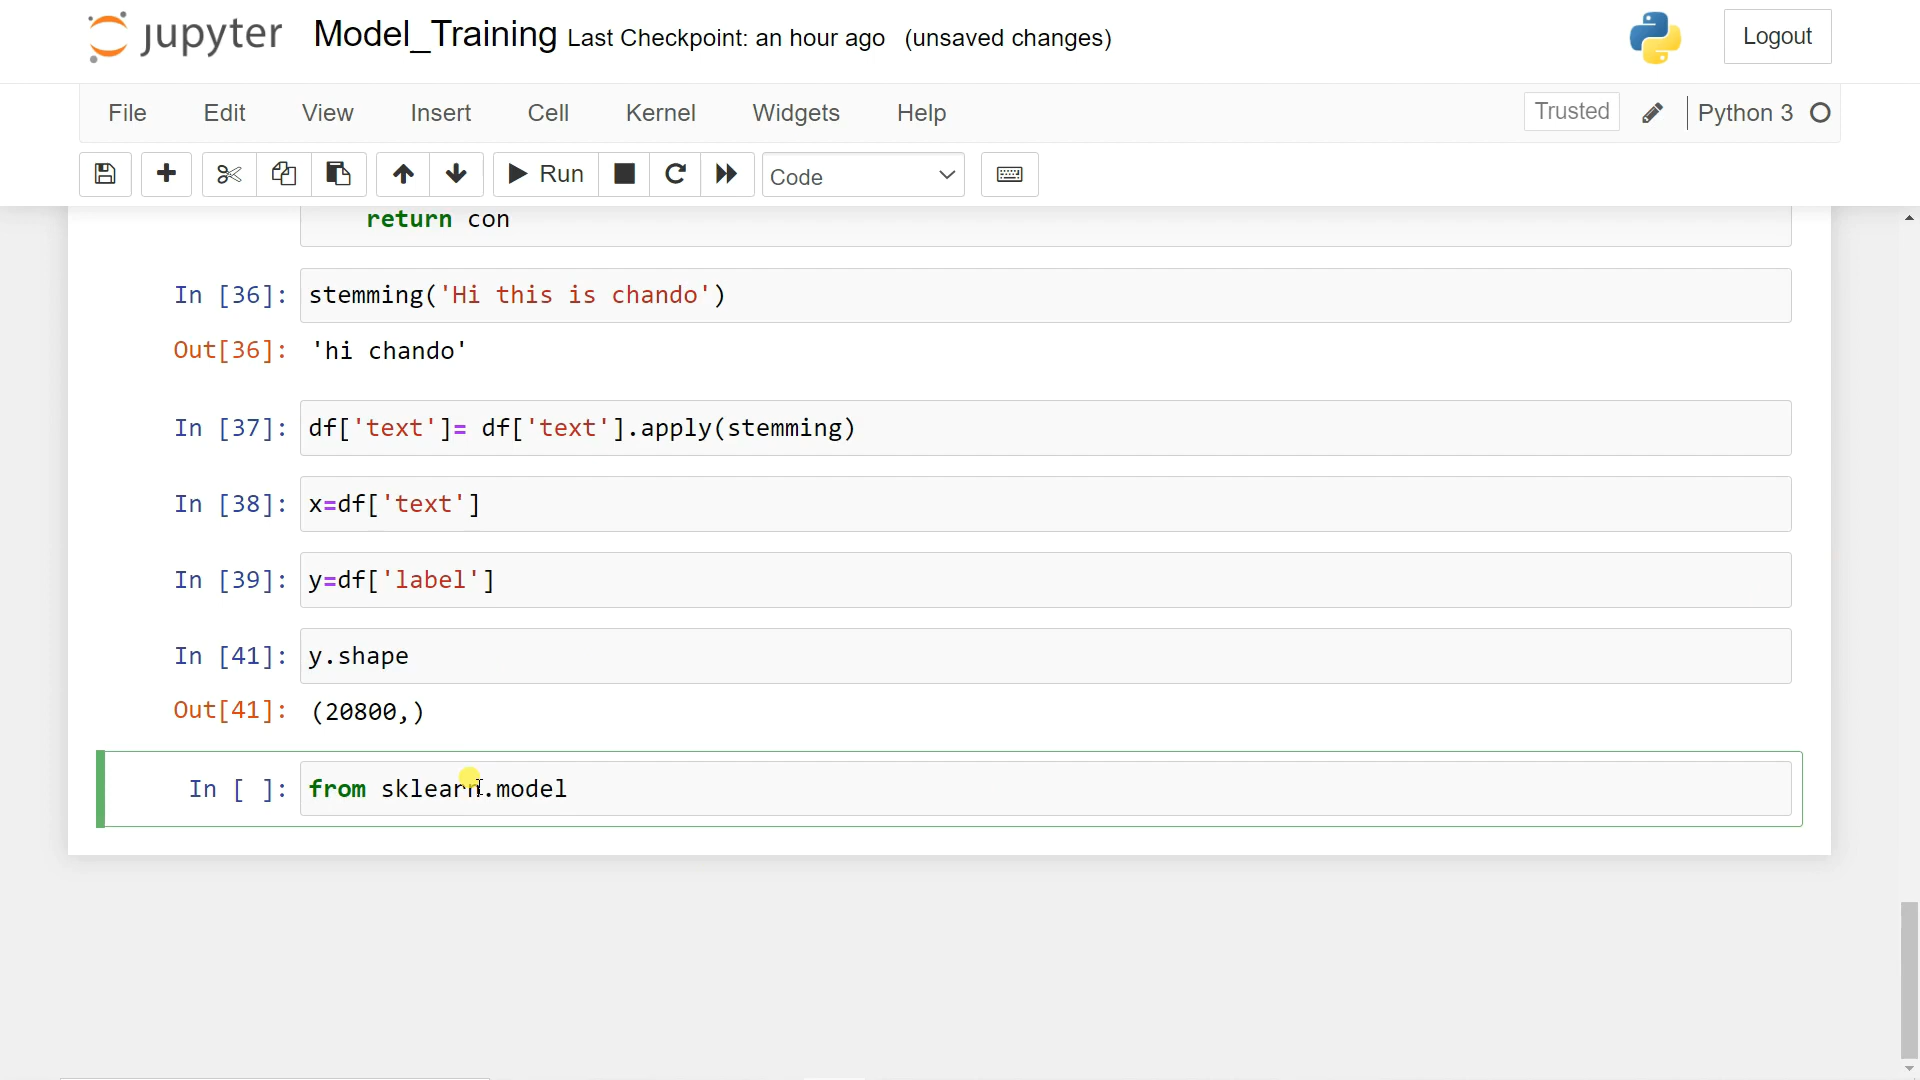 jupyter Model_Training Last Checkpoint: an hour ago (unsaved changes) Logout
File Edit View Insert Cell Kernel Widgets Help Trusted Python 3
Run Code
return con
In [36]: stemming('Hi this is chando')
Out[36]: 'hi chando'
In [37]: df['text']= df['text'].apply(stemming)
In [38]: x=df['text']
In [39]: y=df['label']
In [41]: y.shape
Out[41]: (20800,)
In [ ]: from sklearn.model